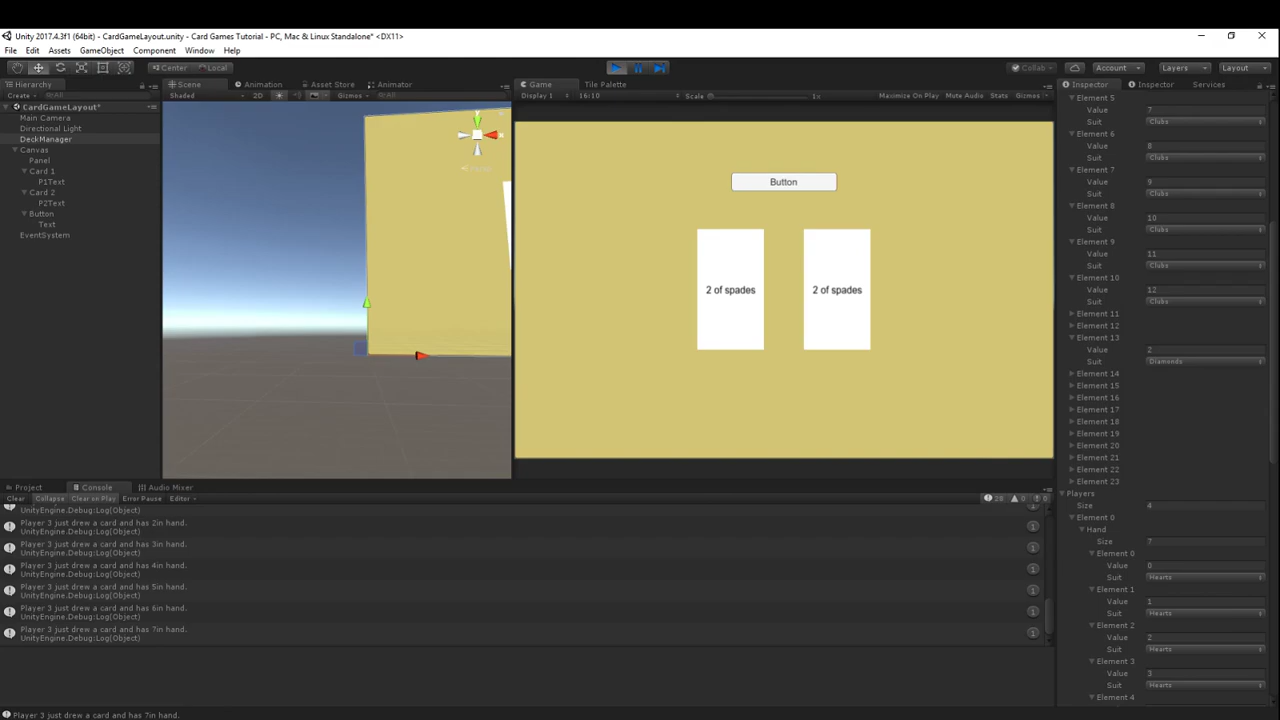 Unity 2017.4.3f1 (64bit) - CardGameLayout.unity - Card Games Tutorial - PC, Mac & Linux Standalone* <DX11>
File Edit Assets GameObject Component Window Help
Center Local Collab Account Layers Layout
Hierarchy Scene Animation Asset Store Animator Game Tile Palette Inspector Inspector Services
Create All Shaded 2D Gizmos All Display 1 16:10 Scale 1x Maximize On Play Mute Audio Stats Gizmos
CardGameLayout*
Main Camera
Directional Light
DeckManager
Canvas
Panel
Card 1
P1Text
Card 2
P2Text
Button
Text
EventSystem
Button
2 of spades 2 of spades
Element 5
Value 7
Suit Clubs
Element 6
Value 8
Suit Clubs
Element 7
Value 9
Suit Clubs
Element 8
Value 10
Suit Clubs
Element 9
Value 11
Suit Clubs
Element 10
Value 12
Suit Clubs
Element 11
Element 12
Element 13
Value 2
Suit Diamonds
Element 14
Element 15
Element 16
Element 17
Element 18
Element 19
Element 20
Element 21
Element 22
Element 23
Players
Size 4
Element 0
Hand
Size 7
Element 0
Value 0
Suit Hearts
Element 1
Value 1
Suit Hearts
Element 2
Value 2
Suit Hearts
Element 3
Value 3
Suit Hearts
Element 4
Project Console Audio Mixer
Clear Collapse Clear on Play Error Pause Editor 28 0 0
UnityEngine.Debug:Log(Object) 1
Player 3 just drew a card and has 2in hand.
UnityEngine.Debug:Log(Object) 1
Player 3 just drew a card and has 3in hand.
UnityEngine.Debug:Log(Object) 1
Player 3 just drew a card and has 4in hand.
UnityEngine.Debug:Log(Object) 1
Player 3 just drew a card and has 5in hand.
UnityEngine.Debug:Log(Object) 1
Player 3 just drew a card and has 6in hand.
UnityEngine.Debug:Log(Object) 1
Player 3 just drew a card and has 7in hand.
UnityEngine.Debug:Log(Object) 1
Player 3 just drew a card and has 7in hand.